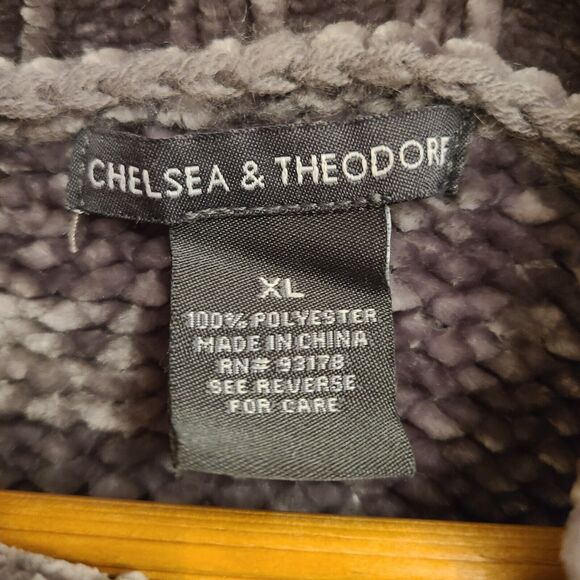 CHELSEA & THEODORE
XL
100% POLYESTER
MADE IN CHINA
RN# 93178
SEE REVERSE
FOR CARE